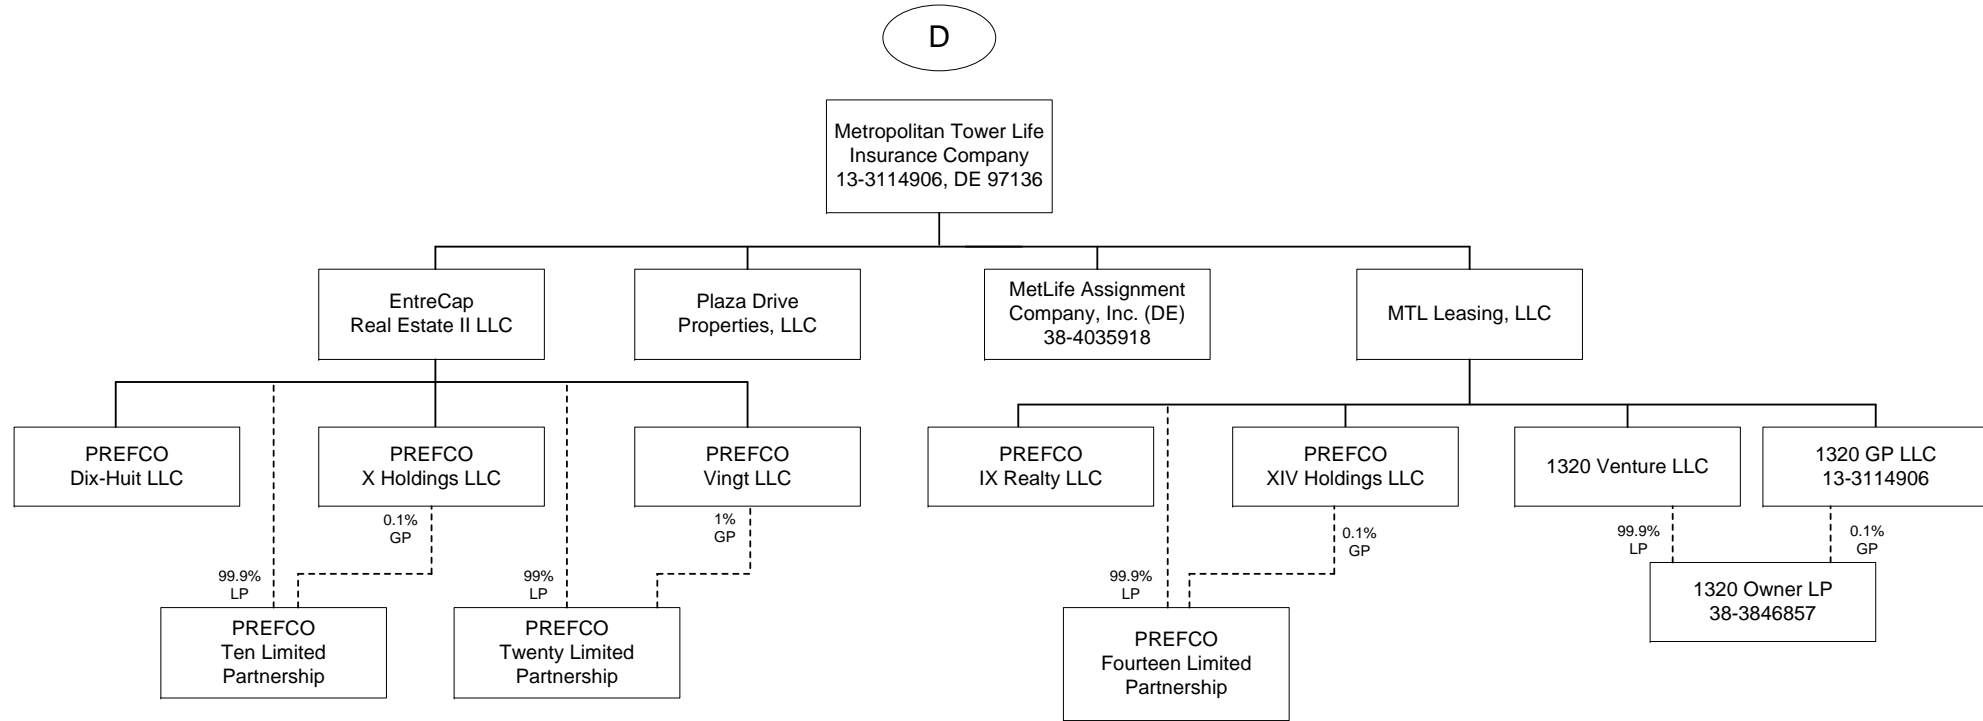 D
Metropolitan Tower Life
Insurance Company
13-3114906, DE 97136
EntreCap
Real Estate II LLC
Plaza Drive
Properties, LLC
MetLife Assignment
Company, Inc. (DE)
38-4035918
MTL Leasing, LLC
PREFCO
Dix-Huit LLC
PREFCO
X Holdings LLC
PREFCO
Vingt LLC
PREFCO
IX Realty LLC
PREFCO
XIV Holdings LLC
1320 Venture LLC
1320 GP LLC
13-3114906
0.1%
GP
1%
GP
0.1%
GP
99.9%
LP
0.1%
GP
99.9%
LP
99%
LP
99.9%
LP
1320 Owner LP
38-3846857
PREFCO
Ten Limited
Partnership
PREFCO
Twenty Limited
Partnership
PREFCO
Fourteen Limited
Partnership